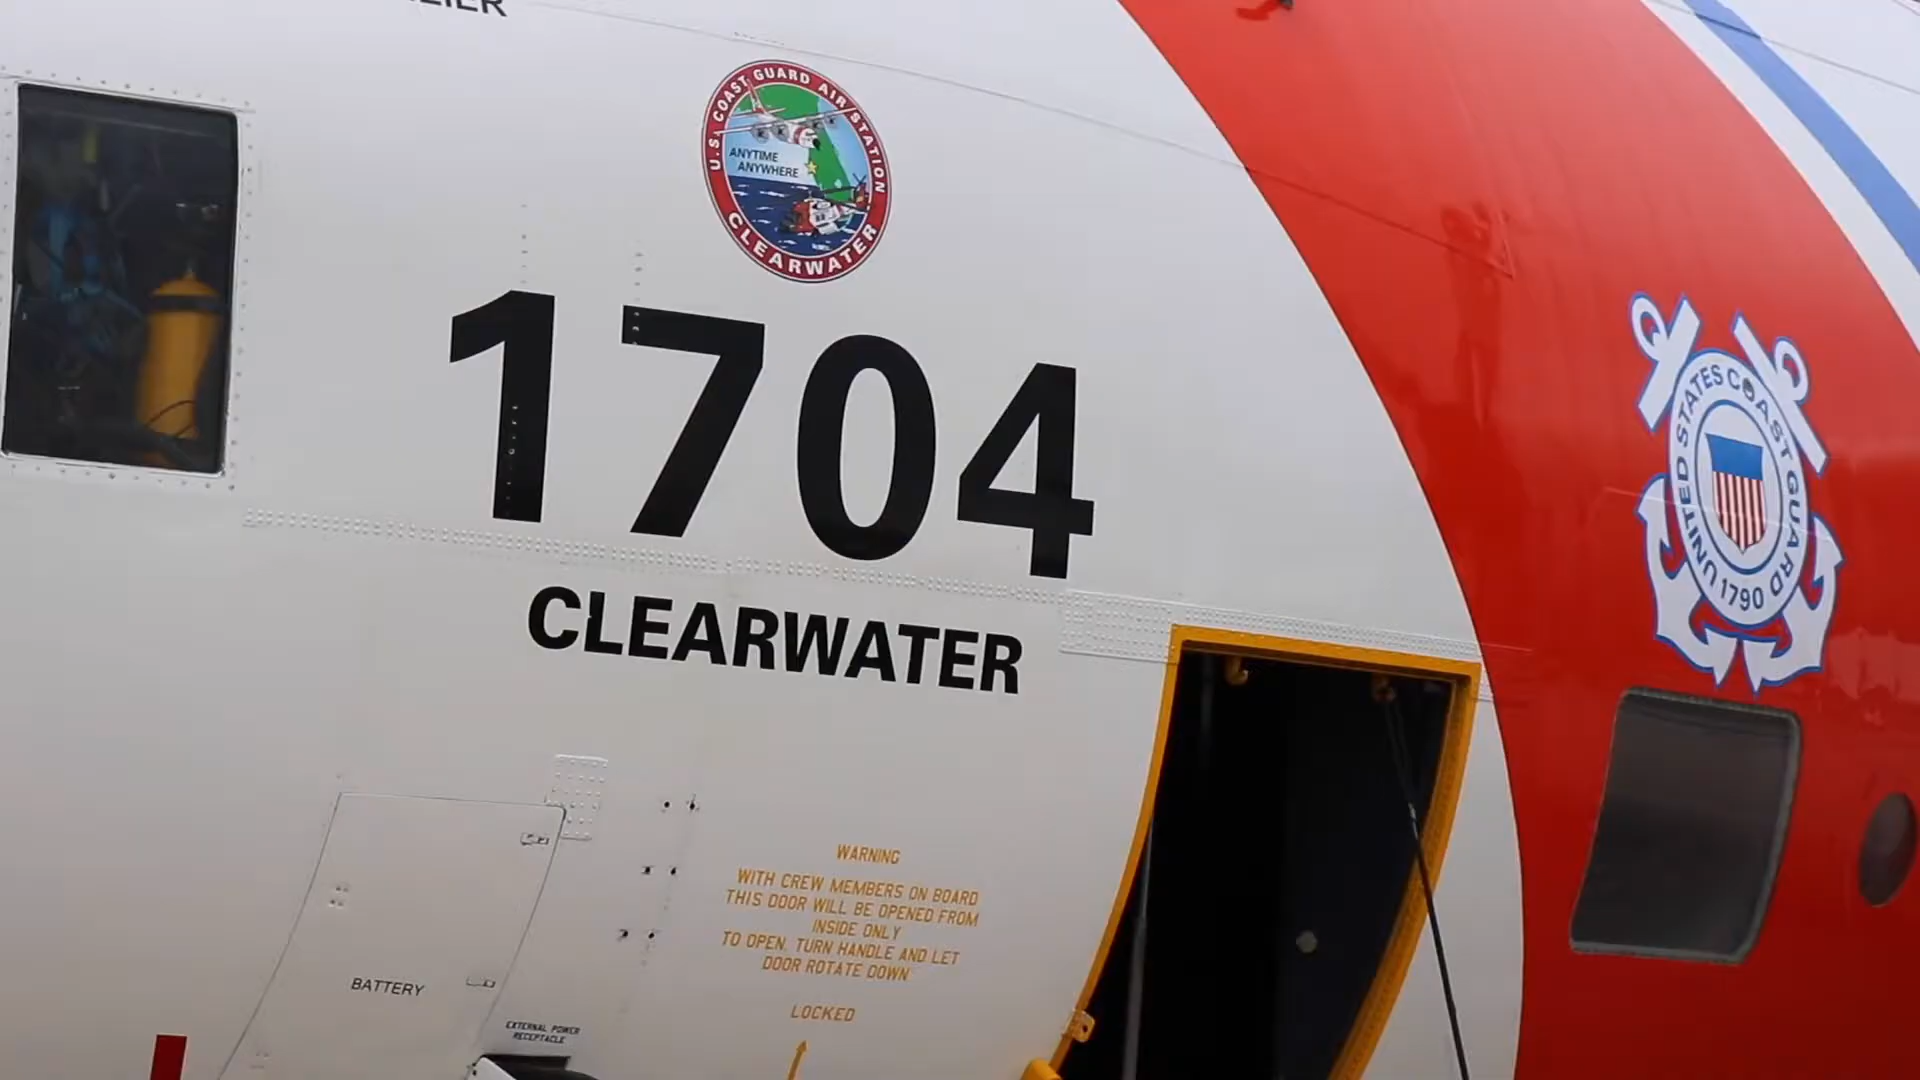 U.S. COAST GUARD AIR STATION
ANYTIME
ANYWHERE
CLEARWATER
1704
CLEARWATER
UNITED STATES COAST GUARD
1790
WARNING
WITH CREW MEMBERS ON BOARD
THIS DOOR WILL BE OPENED FROM
INSIDE ONLY
TO OPEN, TURN HANDLE AND LET
DOOR ROTATE DOWN
LOCKED
BATTERY
EXTERNAL POWER
RECEPTACLE